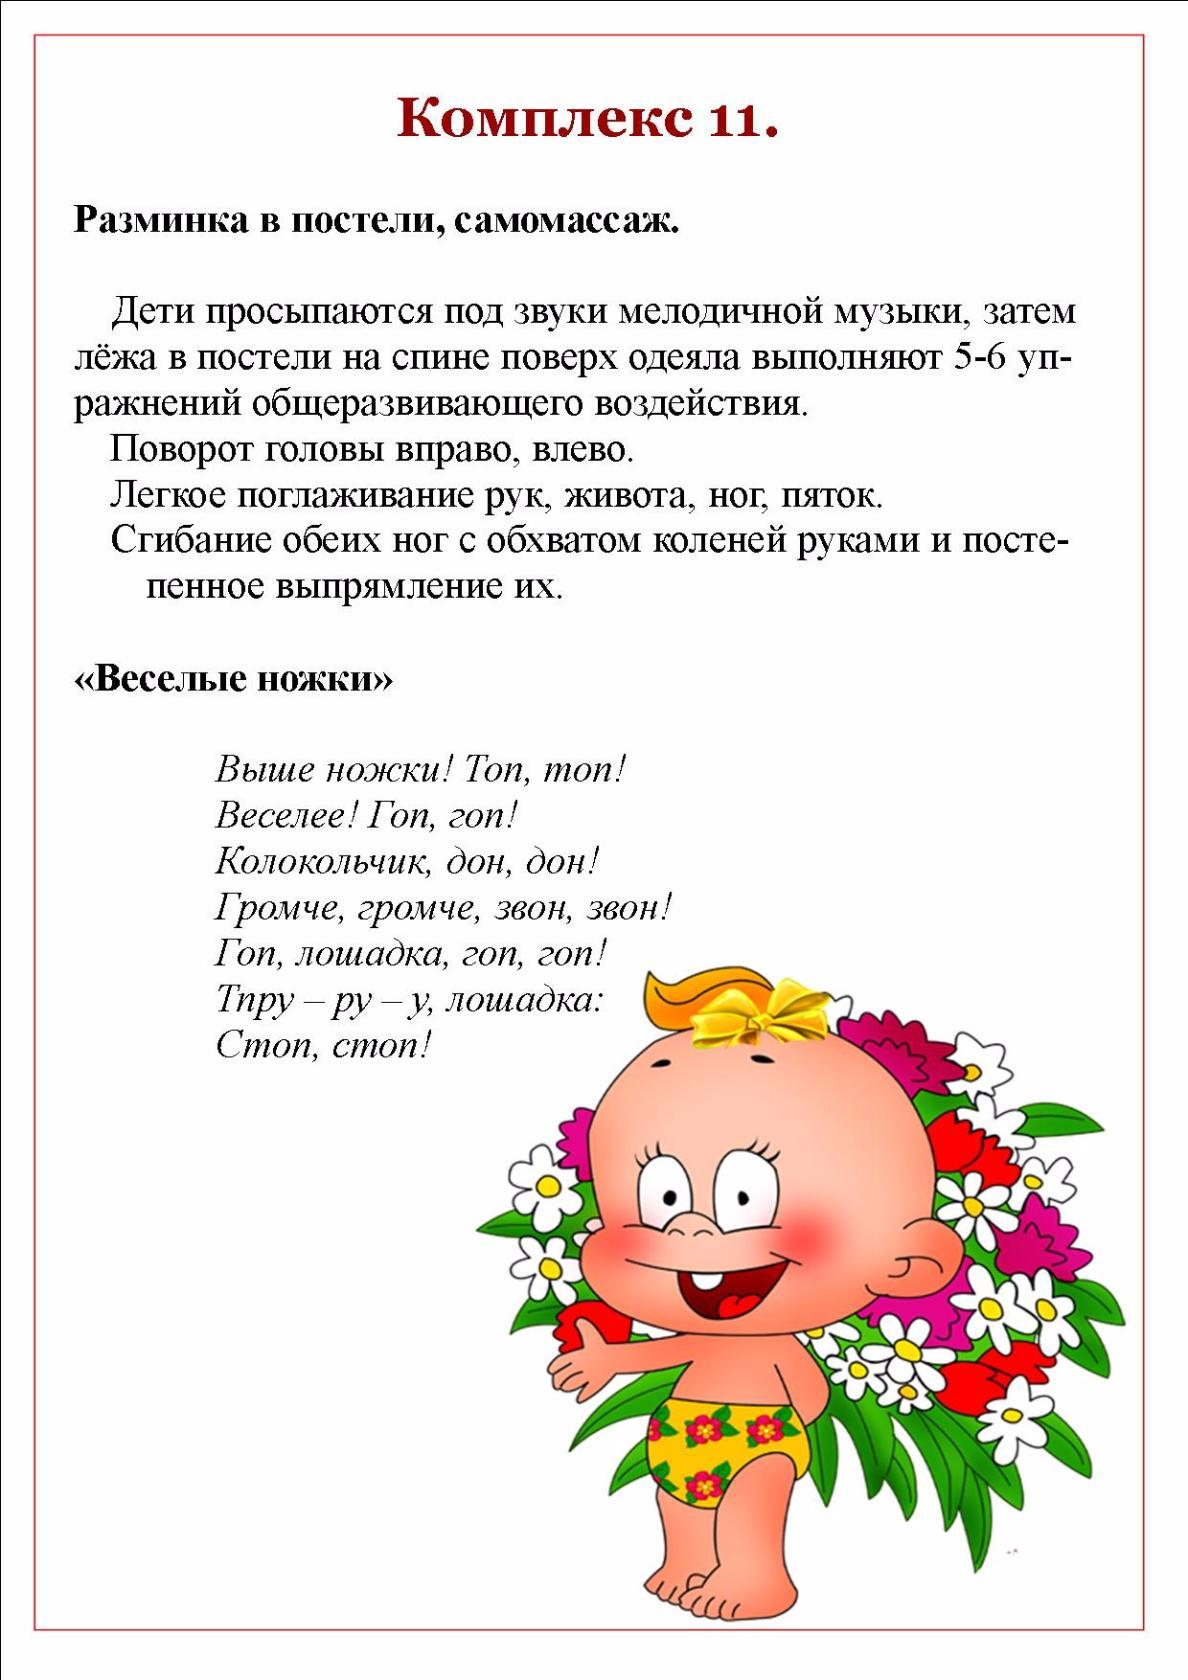 Комплекс 11.
Разминка в постели, самомассаж.
Дети просыпаются под звуки мелодичной музыки, затем
лёжа в постели на спине поверх одеяла выполняют 5-6 уп-
ражнений общеразвивающего воздействия.
Поворот головы вправо, влево.
Легкое поглаживание рук, живота, ног, пяток.
Сгибание обеих ног с обхватом коленей руками и посте-
пенное выпрямление их.
«Веселые ножки»
Выше ножки! Топ, топ!
Веселее! Гоп, гоп!
Колокольчик, дон, дон!
Громче, громче, звон, звон!
Гоп, лошадка, гоп, гоп!
Тпру – ру – у, лошадка:
Стоп, стоп!